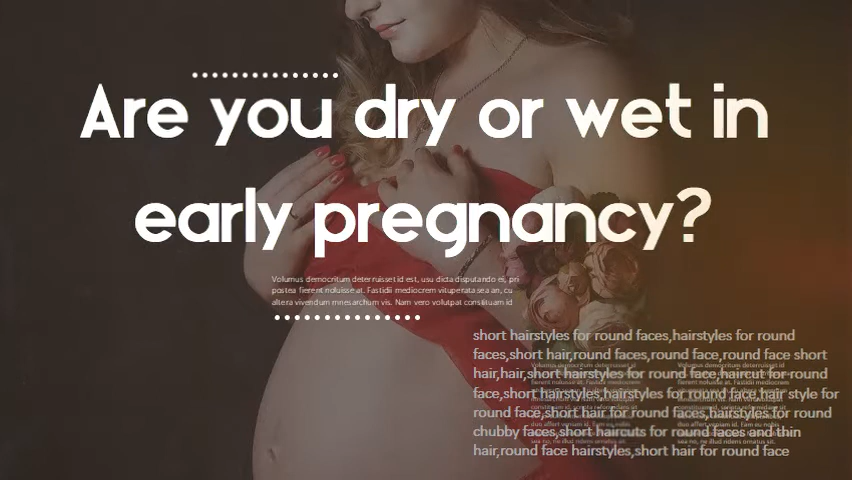 Are you dry or wet in
early pregnancy?
Volumus democritum deterruisset id est, usu dicta disputando ei, pri
postea fierent noluisse at. Fastidii mediocrem vituperata sea an, cu
altera vivendum mnesarchum vis. Nam vero volutpat constituam id
short hairstyles for round faces,hairstyles for round
faces,short hair,round faces,round face,round face short
hair,hair,short hairstyles for round face,haircut for round
face,short hairstyles,hairstyles for round face,hair style for
round face,short hair for round faces,hairstyles for round
chubby faces,short haircuts for round faces and thin
hair,round face hairstyles,short hair for round face